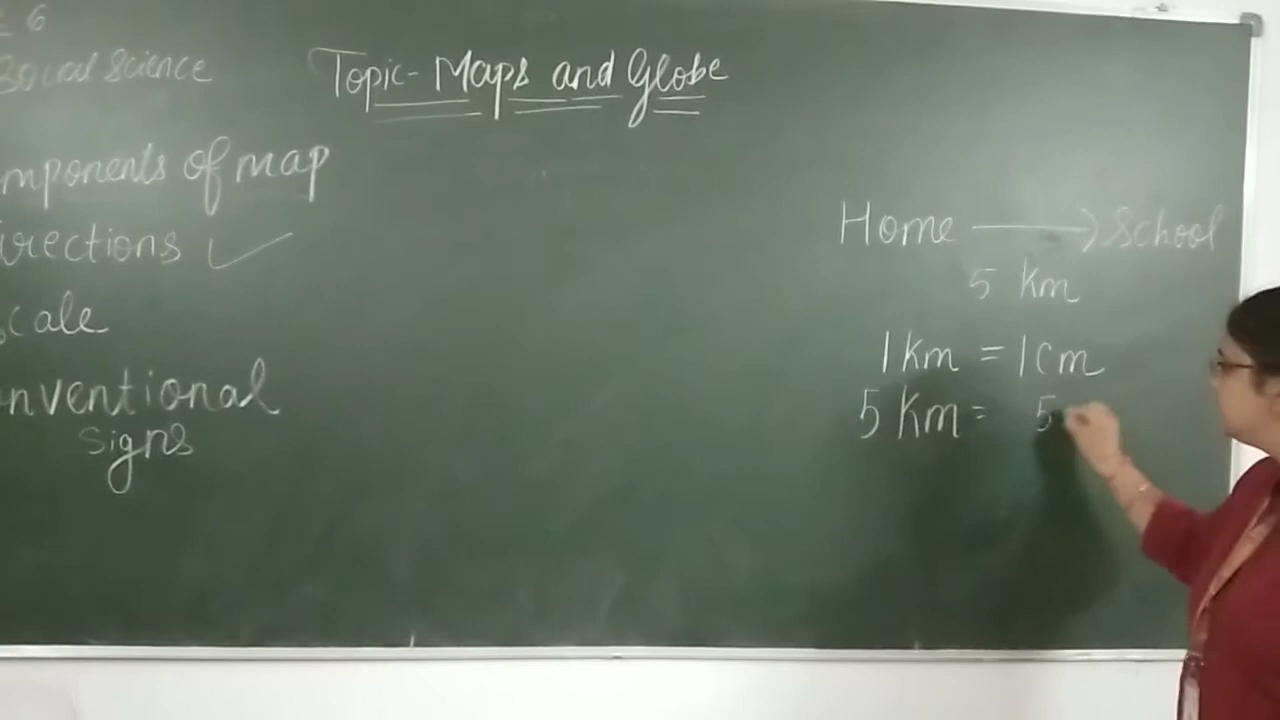 6
Social Science
Topic - Maps and Globe
mponents of map
irections ✓
cale
nventional
signs
Home → School
5 Km
1 km = 1 cm
5 Km = 5